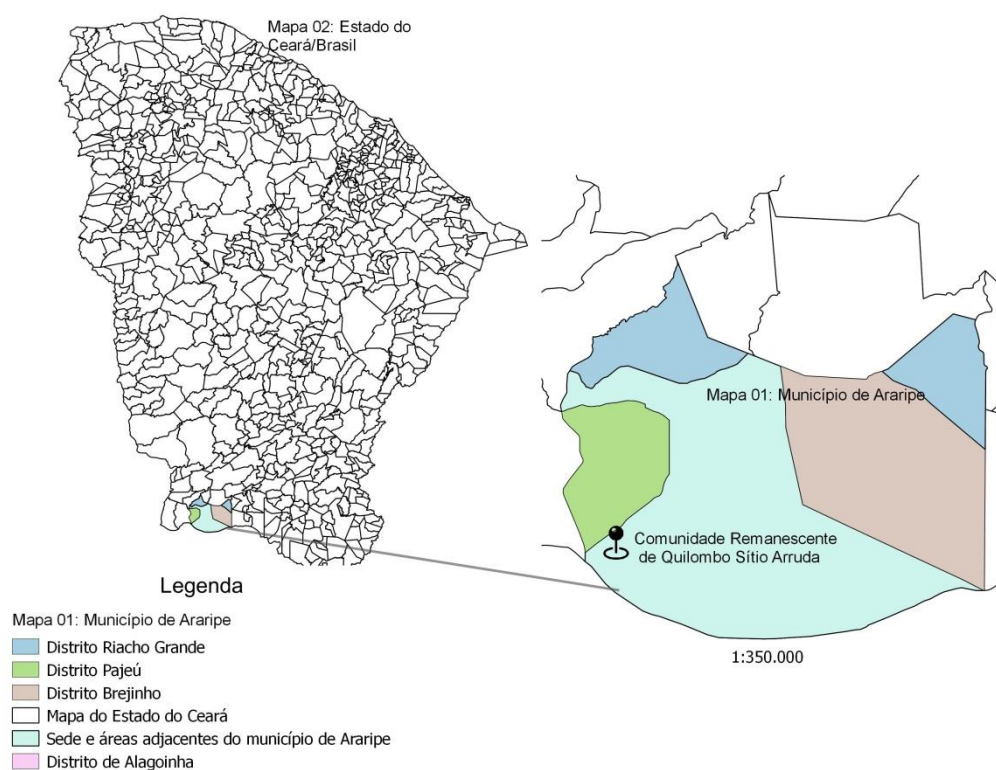 Mapa 02: Estado do
Ceará/Brasil
Mapa 01: Município de Araripe
Comunidade Remanescente
de Quilombo Sítio Arruda
1:350.000
Legenda
Mapa 01: Município de Araripe
Distrito Riacho Grande
Distrito Pajeú
Distrito Brejinho
Mapa do Estado do Ceará
Sede e áreas adjacentes do município de Araripe
Distrito de Alagoinha